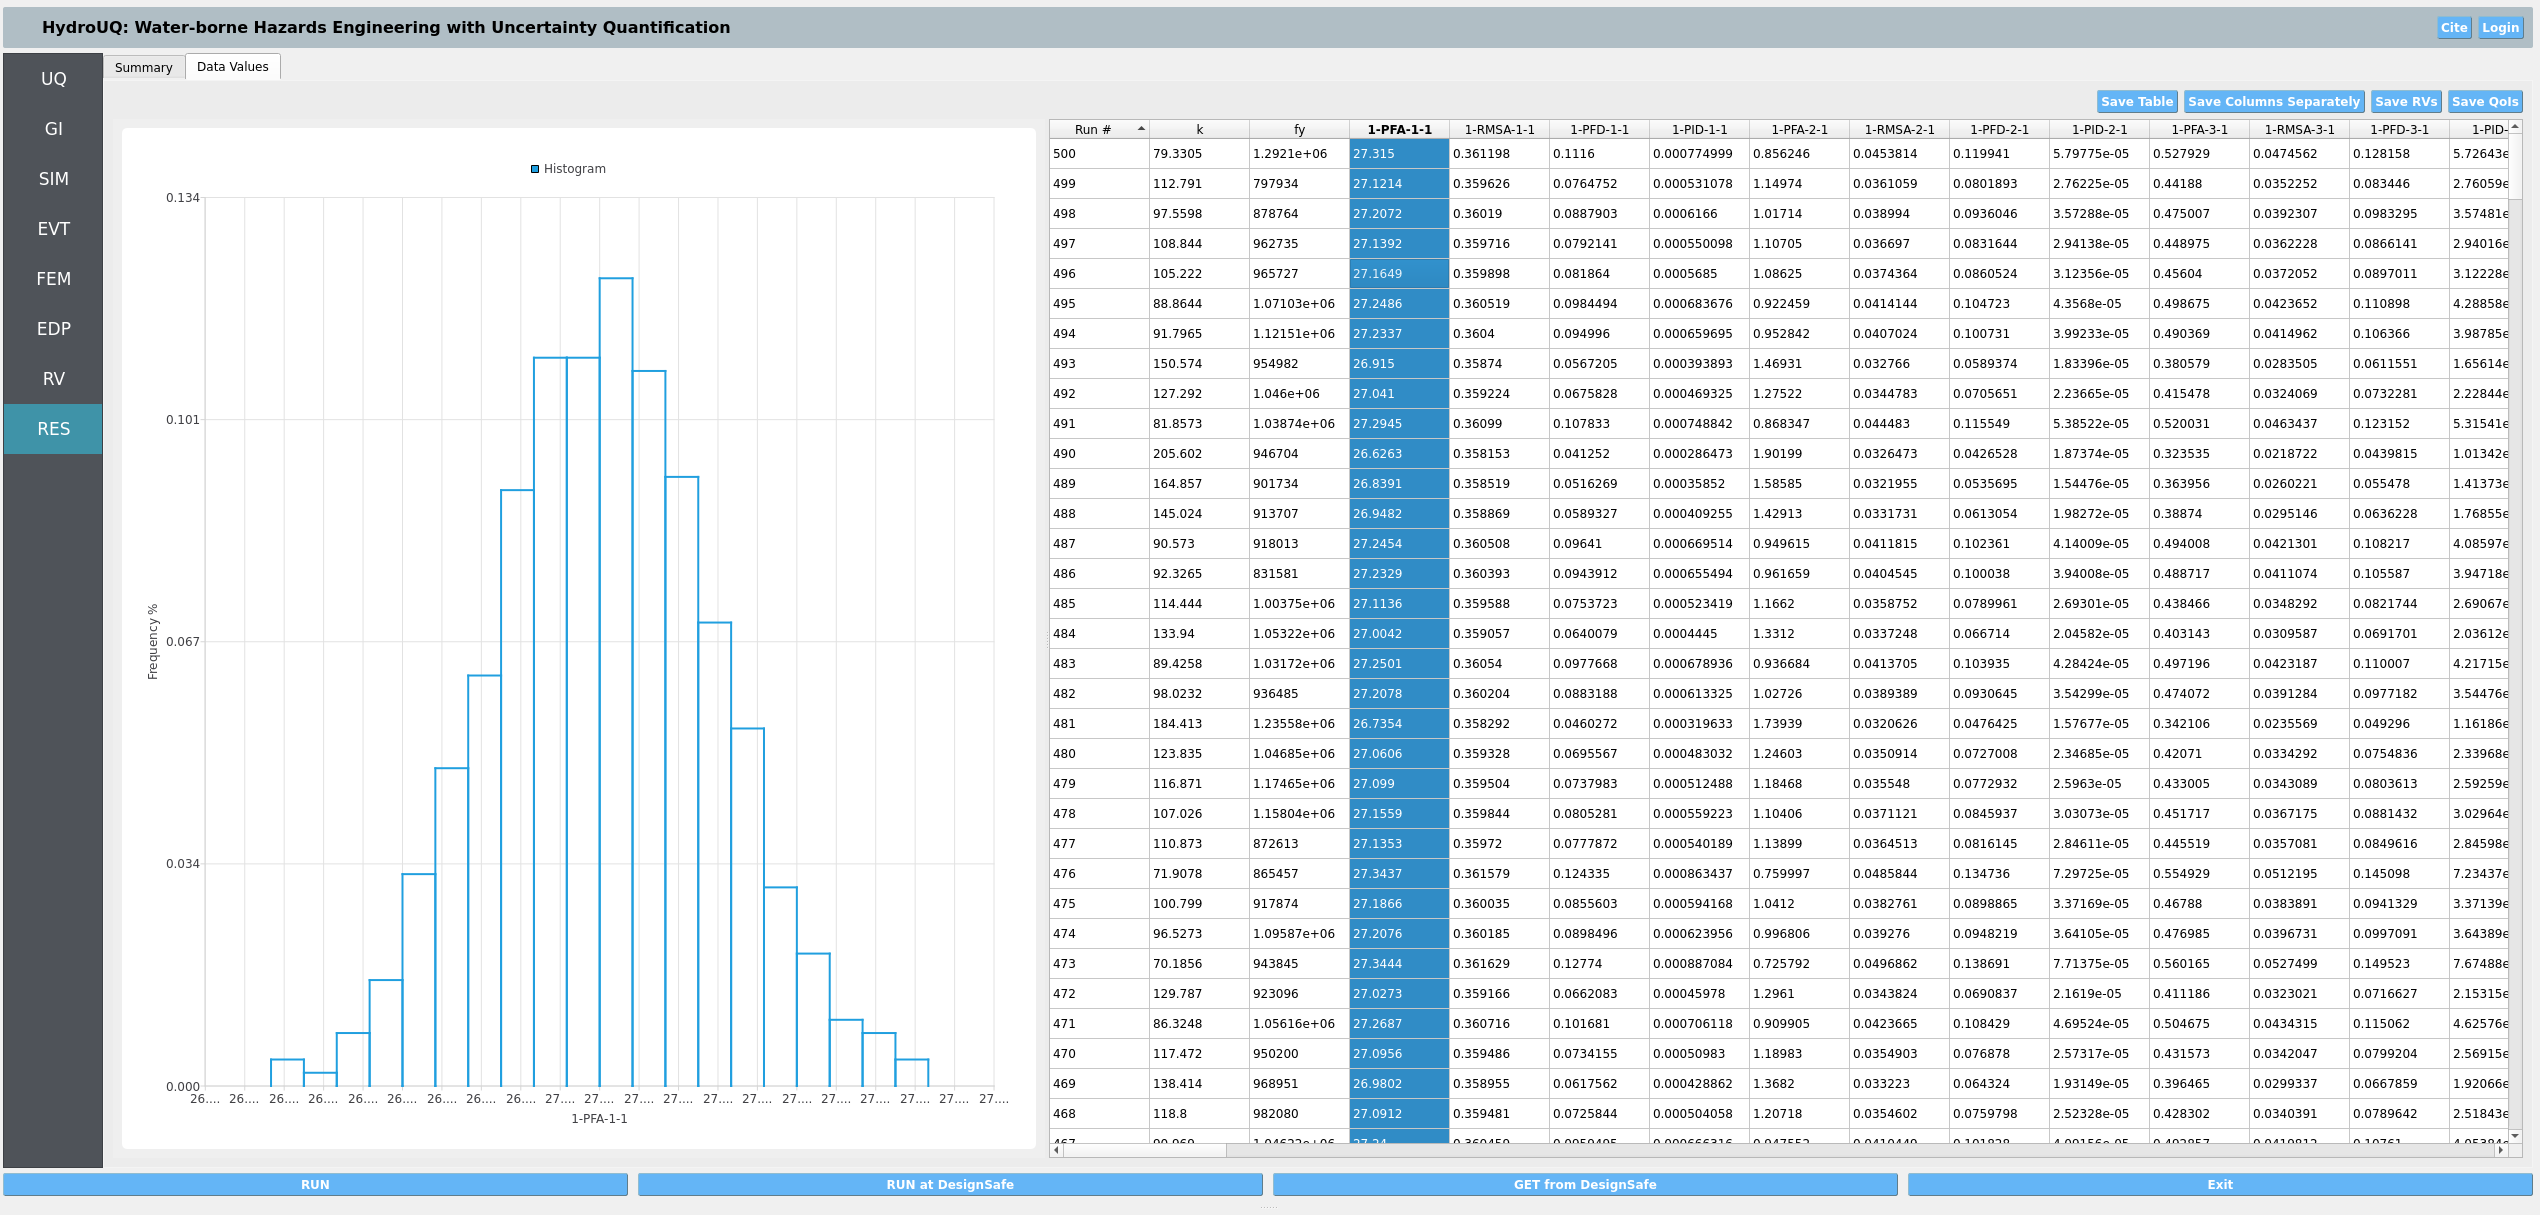 HydroUQ: Water-borne Hazards Engineering with Uncertainty Quantification
Cite Login
UQ
GI
SIM
EVT
FEM
EDP
RV
RES
Summary Data Values
Save Table Save Columns Separately Save RVs Save QoIs
Histogram
0.134
0.101
0.067
0.034
0.000
Frequency %
26.... 26.... 26.... 26.... 26.... 26.... 26.... 26.... 26.... 27.... 27.... 27.... 27.... 27.... 27.... 27.... 27.... 27.... 27.... 27.... 27....
1-PFA-1-1
Run # k fy 1-PFA-1-1 1-RMSA-1-1 1-PFD-1-1 1-PID-1-1 1-PFA-2-1 1-RMSA-2-1 1-PFD-2-1 1-PID-2-1 1-PFA-3-1 1-RMSA-3-1 1-PFD-3-1 1-PID-
500 79.3305 1.2921e+06 27.315 0.361198 0.1116 0.000774999 0.856246 0.0453814 0.119941 5.79775e-05 0.527929 0.0474562 0.128158 5.72643e
499 112.791 797934 27.1214 0.359626 0.0764752 0.000531078 1.14974 0.0361059 0.0801893 2.76225e-05 0.44188 0.0352252 0.083446 2.76059e
498 97.5598 878764 27.2072 0.36019 0.0887903 0.0006166 1.01714 0.038994 0.0936046 3.57288e-05 0.475007 0.0392307 0.0983295 3.57481e
497 108.844 962735 27.1392 0.359716 0.0792141 0.000550098 1.10705 0.036697 0.0831644 2.94138e-05 0.448975 0.0362228 0.0866141 2.94016e
496 105.222 965727 27.1649 0.359898 0.081864 0.0005685 1.08625 0.0374364 0.0860524 3.12356e-05 0.45604 0.0372052 0.0897011 3.12228e
495 88.8644 1.07103e+06 27.2486 0.360519 0.0984494 0.000683676 0.922459 0.0414144 0.104723 4.3568e-05 0.498675 0.0423652 0.110898 4.28858e
494 91.7965 1.12151e+06 27.2337 0.3604 0.094996 0.000659695 0.952842 0.0407024 0.100731 3.99233e-05 0.490369 0.0414962 0.106366 3.98785e
493 150.574 954982 26.915 0.35874 0.0567205 0.000393893 1.46931 0.032766 0.0589374 1.83396e-05 0.380579 0.0283505 0.0611551 1.65614e
492 127.292 1.046e+06 27.041 0.359224 0.0675828 0.000469325 1.27522 0.0344783 0.0705651 2.23665e-05 0.415478 0.0324069 0.0732281 2.22844e
491 81.8573 1.03874e+06 27.2945 0.36099 0.107833 0.000748842 0.868347 0.044483 0.115549 5.38522e-05 0.520031 0.0463437 0.123152 5.31541e
490 205.602 946704 26.6263 0.358153 0.041252 0.000286473 1.90199 0.0326473 0.0426528 1.87374e-05 0.323535 0.0218722 0.0439815 1.01342e
489 164.857 901734 26.8391 0.358519 0.0516269 0.00035852 1.58585 0.0321955 0.0535695 1.54476e-05 0.363956 0.0260221 0.055478 1.41373e
488 145.024 913707 26.9482 0.358869 0.0589327 0.000409255 1.42913 0.0331731 0.0613054 1.98272e-05 0.38874 0.0295146 0.0636228 1.76855e
487 90.573 918013 27.2454 0.360508 0.09641 0.000669514 0.949615 0.0411815 0.102361 4.14009e-05 0.494008 0.0421301 0.108217 4.08597e
486 92.3265 831581 27.2329 0.360393 0.0943912 0.000655494 0.961659 0.0404545 0.100038 3.94008e-05 0.488717 0.0411074 0.105587 3.94718e
485 114.444 1.00375e+06 27.1136 0.359588 0.0753723 0.000523419 1.1662 0.0358752 0.0789961 2.69301e-05 0.438466 0.0348292 0.0821744 2.69067e
484 133.94 1.05322e+06 27.0042 0.359057 0.0640079 0.0004445 1.3312 0.0337248 0.066714 2.04582e-05 0.403143 0.0309587 0.0691701 2.03612e
483 89.4258 1.03172e+06 27.2501 0.36054 0.0977668 0.000678936 0.936684 0.0413705 0.103935 4.28424e-05 0.497196 0.0423187 0.110007 4.21715e
482 98.0232 936485 27.2078 0.360204 0.0883188 0.000613325 1.02726 0.0389389 0.0930645 3.54299e-05 0.474072 0.0391284 0.0977182 3.54476e
481 184.413 1.23558e+06 26.7354 0.358292 0.0460272 0.000319633 1.73939 0.0320626 0.0476425 1.57677e-05 0.342106 0.0235569 0.049296 1.16186e
480 123.835 1.04685e+06 27.0606 0.359328 0.0695567 0.000483032 1.24603 0.0350914 0.0727008 2.34685e-05 0.42071 0.0334292 0.0754836 2.33968e
479 116.871 1.17465e+06 27.099 0.359504 0.0737983 0.000512488 1.18468 0.035548 0.0772932 2.5963e-05 0.433005 0.0343089 0.0803613 2.59259e
478 107.026 1.15804e+06 27.1559 0.359844 0.0805281 0.000559223 1.10406 0.0371121 0.0845937 3.03073e-05 0.451717 0.0367175 0.0881432 3.02964e
477 110.873 872613 27.1353 0.35972 0.0777872 0.000540189 1.13899 0.0364513 0.0816145 2.84611e-05 0.445519 0.0357081 0.0849616 2.84598e
476 71.9078 865457 27.3437 0.361579 0.124335 0.000863437 0.759997 0.0485844 0.134736 7.29725e-05 0.554929 0.0512195 0.145098 7.23437e
475 100.799 917874 27.1866 0.360035 0.0855603 0.000594168 1.0412 0.0382761 0.0898865 3.37169e-05 0.46788 0.0383891 0.0941329 3.37139e
474 96.5273 1.09587e+06 27.2076 0.360185 0.0898496 0.000623956 0.996806 0.039276 0.0948219 3.64105e-05 0.476985 0.0396731 0.0997091 3.64389e
473 70.1856 943845 27.3444 0.361629 0.12774 0.000887084 0.725792 0.0496862 0.138691 7.71375e-05 0.560165 0.0527499 0.149523 7.67488e
472 129.787 923096 27.0273 0.359166 0.0662083 0.00045978 1.2961 0.0343824 0.0690837 2.1619e-05 0.411186 0.0323021 0.0716627 2.15315e
471 86.3248 1.05616e+06 27.2687 0.360716 0.101681 0.000706118 0.909905 0.0423665 0.108429 4.69524e-05 0.504675 0.0434315 0.115062 4.62576e
470 117.472 950200 27.0956 0.359486 0.0734155 0.00050983 1.18983 0.0354903 0.076878 2.57317e-05 0.431573 0.0342047 0.0799204 2.56915e
469 138.414 968951 26.9802 0.358955 0.0617562 0.000428862 1.3682 0.033223 0.064324 1.93149e-05 0.396465 0.0299337 0.0667859 1.92066e
468 118.8 982080 27.0912 0.359481 0.0725844 0.000504058 1.20718 0.0354602 0.0759798 2.52328e-05 0.428302 0.0340391 0.0789642 2.51843e
RUN RUN at DesignSafe GET from DesignSafe Exit